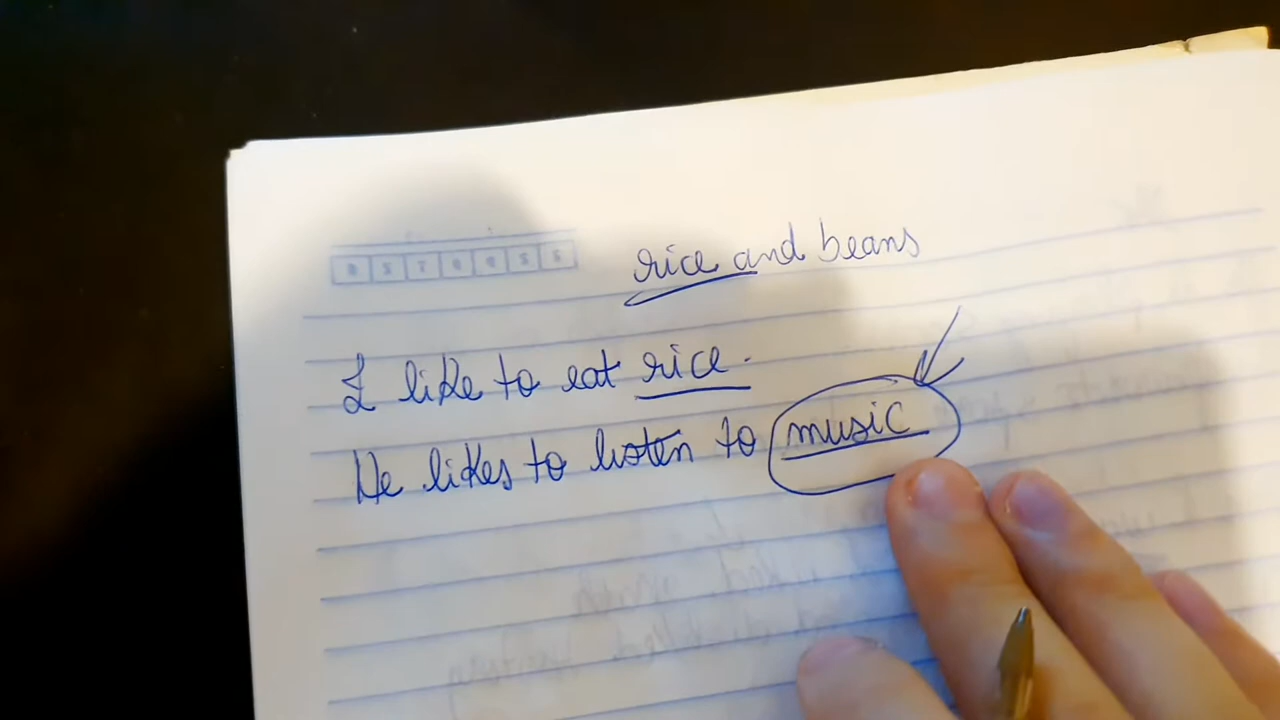 rice and beans
I like to eat rice.
He likes to listen to music